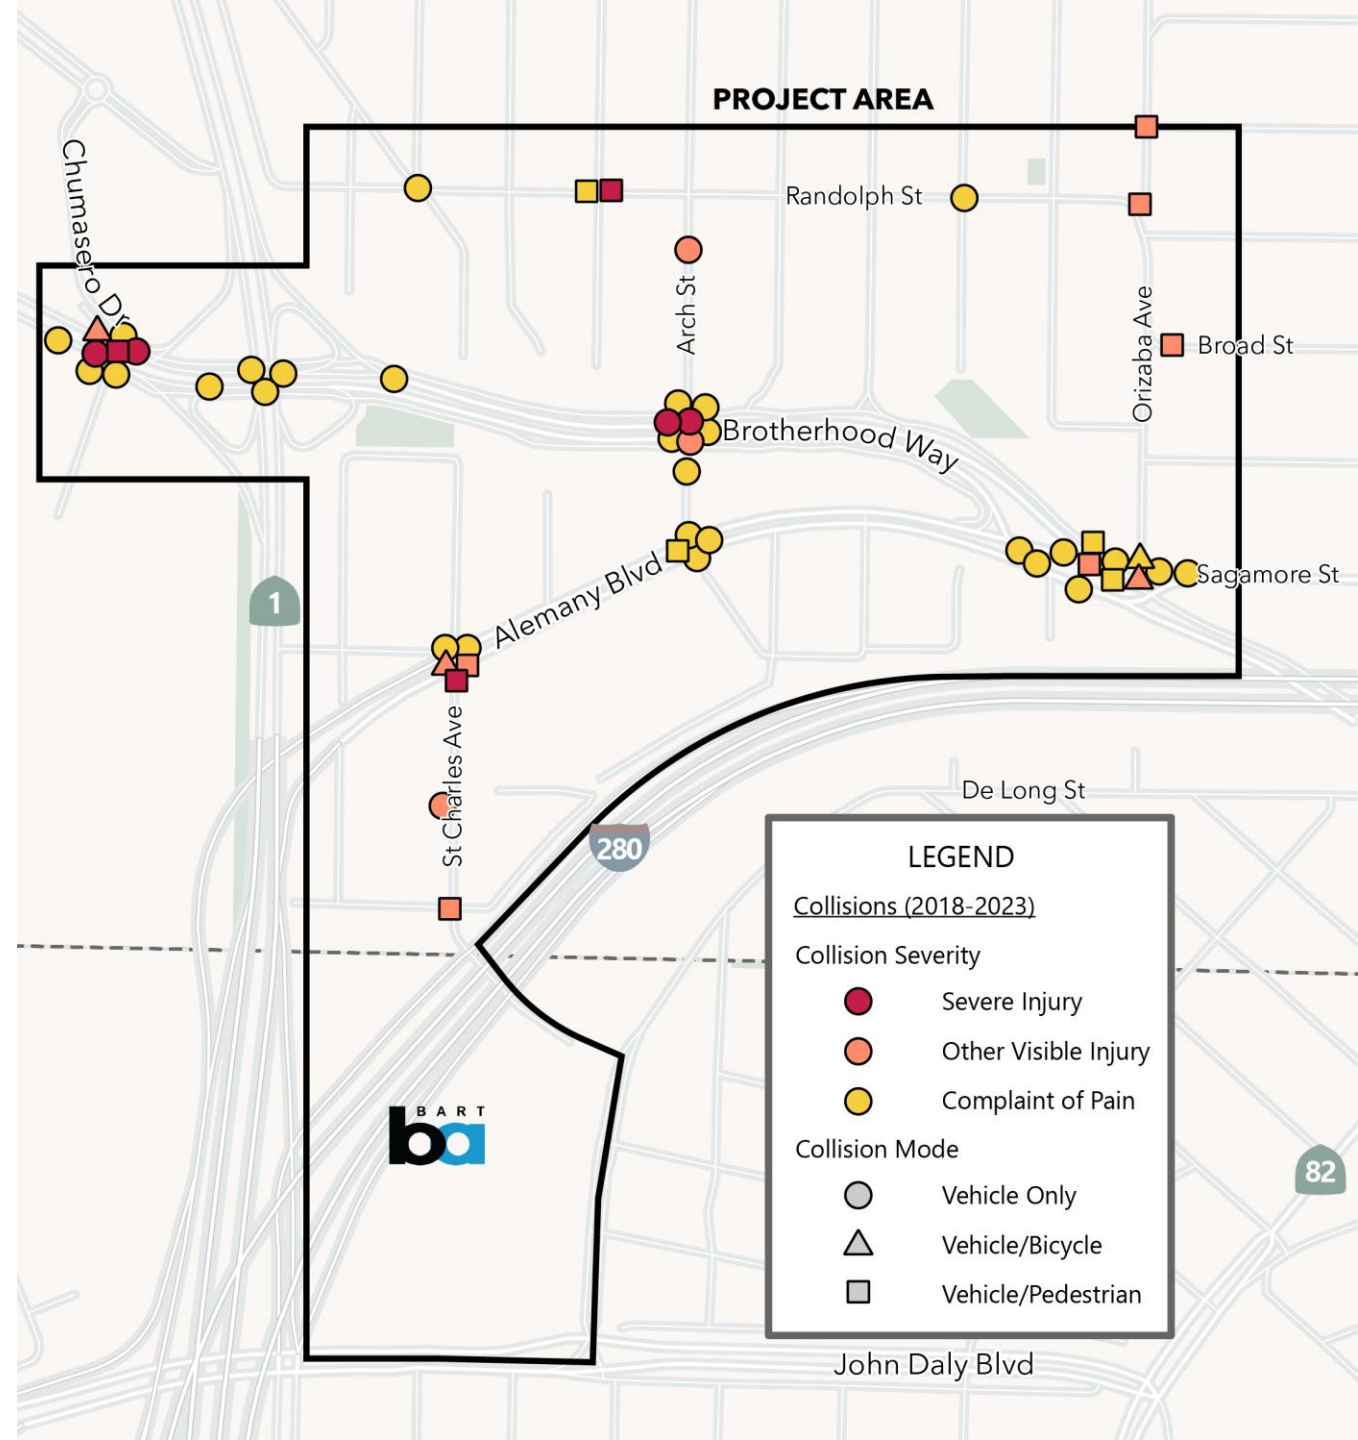 PROJECT AREA
Chumasero Dr
Randolph St
Arch St
Orizaba Ave
Broad St
Brotherhood Way
Alemany Blvd
Sagamore St
1
St Charles Ave
De Long St
280
LEGEND
Collisions (2018-2023)
Collision Severity
Severe Injury
Other Visible Injury
Complaint of Pain
Collision Mode
Vehicle Only
Vehicle/Bicycle
Vehicle/Pedestrian
BART
ba
82
John Daly Blvd